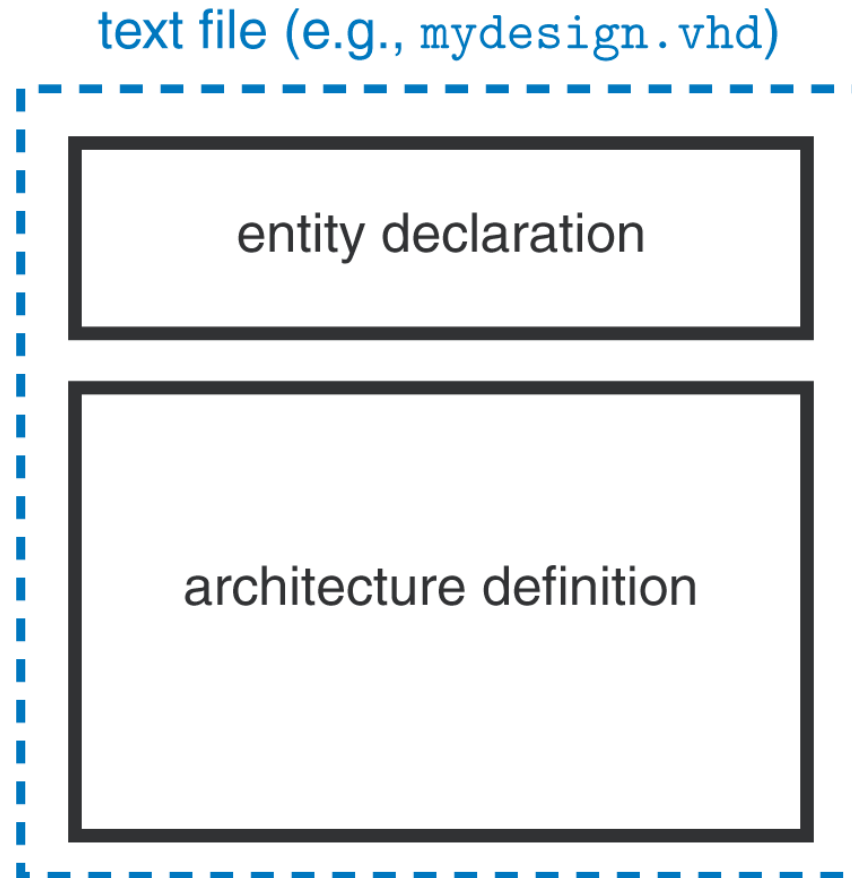 text file (e.g., mydesign.vhd)
entity declaration
architecture definition